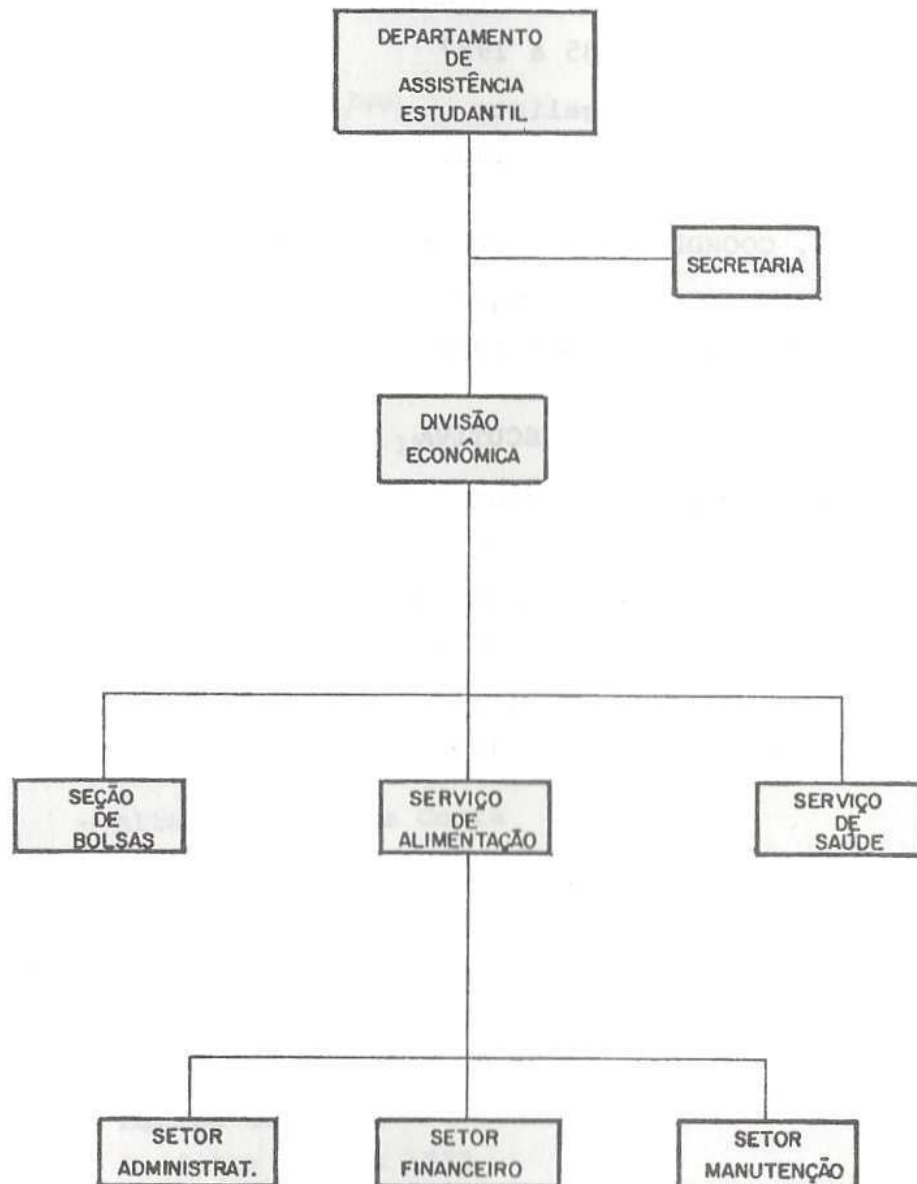 DEPARTAMENTO
DE
ASSISTÊNCIA
ESTUDANTIL
SECRETARIA
DIVISÃO
ECONÔMICA
SEÇÃO
DE
BOLSAS
SERVIÇO
DE
ALIMENTAÇÃO
SERVIÇO
DE
SAÚDE
SETOR
ADMINISTRAT.
SETOR
FINANCEIRO
SETOR
MANUTENÇÃO